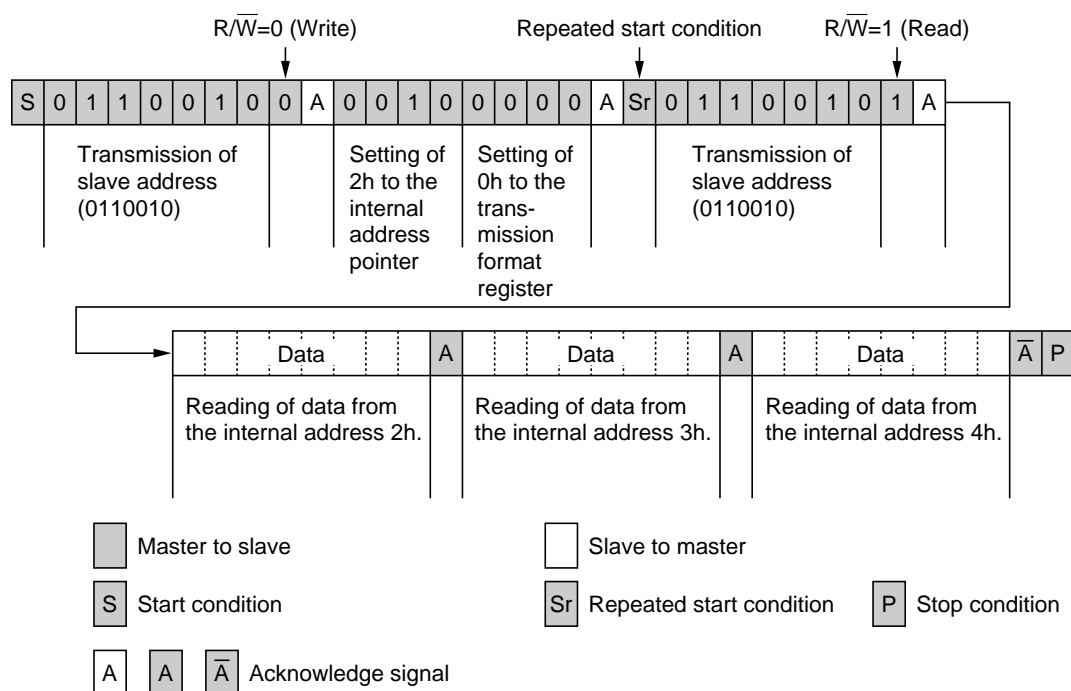 R/W̅=0 (Write) Repeated start condition R/W̅=1 (Read)
S 0 1 1 0 0 1 0 0 A 0 0 1 0 0 0 0 0 A Sr 0 1 1 0 0 1 0 1 A
Transmission of
slave address
(0110010)
Setting of
2h to the
internal
address
pointer
Setting of
0h to the
trans-
mission
format
register
Transmission of
slave address
(0110010)
Data A Data A Data A̅ P
Reading of data from
the internal address 2h.
Reading of data from
the internal address 3h.
Reading of data from
the internal address 4h.
Master to slave
Slave to master
S Start condition
Sr Repeated start condition
P Stop condition
A A A̅ Acknowledge signal